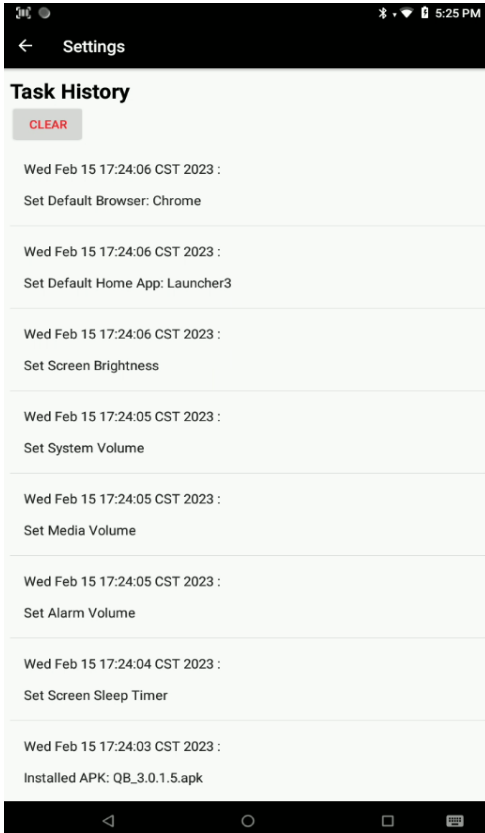 5:25 PM
Settings
Task History
CLEAR
Wed Feb 15 17:24:06 CST 2023 :
Set Default Browser: Chrome
Wed Feb 15 17:24:06 CST 2023 :
Set Default Home App: Launcher3
Wed Feb 15 17:24:06 CST 2023 :
Set Screen Brightness
Wed Feb 15 17:24:05 CST 2023 :
Set System Volume
Wed Feb 15 17:24:05 CST 2023 :
Set Media Volume
Wed Feb 15 17:24:05 CST 2023 :
Set Alarm Volume
Wed Feb 15 17:24:04 CST 2023 :
Set Screen Sleep Timer
Wed Feb 15 17:24:03 CST 2023 :
Installed APK: QB_3.0.1.5.apk